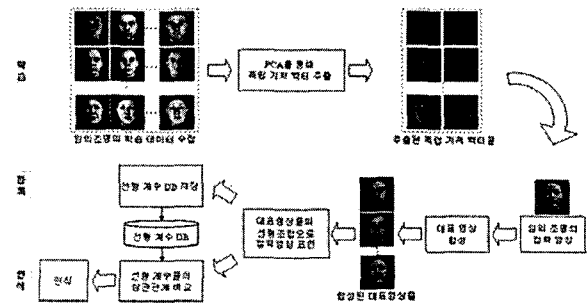 학습
PCA를 통해
독립 기저 벡터 추출
임의조명의 학습 데이터 수집
추출된 독립 기저 벡터들
등록
선형 계수 DB 저장
대표영상들의
선형조합으로
입력영상 표현
대표 영상
합성
임의 조명의
입력 영상
선형 계수 DB
인식
인식
선형 계수들의
상관관계 비교
합성된 대표영상들